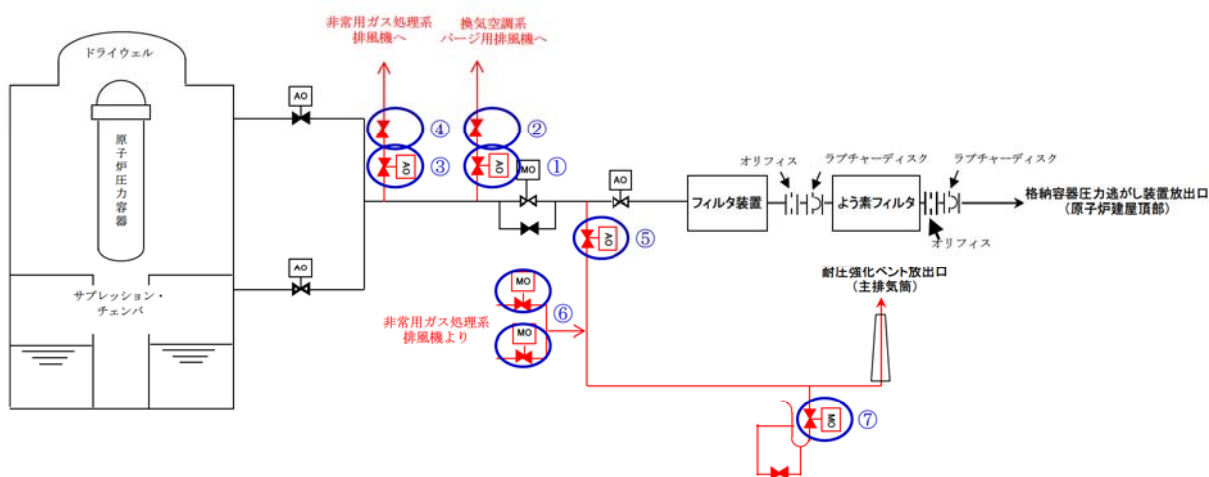 非常用ガス処理系
排風機へ
換気空調系
パージ用排風機へ
ドライウェル
AO
④
②
③
AO
AO
①
MO
AO
原子炉圧力容器
オリフィス
ラプチャーディスク
ラプチャーディスク
フィルタ装置
よう素フィルタ
格納容器圧力逃がし装置放出口
(原子炉建屋頂部)
オリフィス
AO
⑤
AO
サプレッション・
チェンバ
MO
⑥
MO
非常用ガス処理系
排風機より
耐圧強化ベント放出口
(主排気筒)
MO
⑦